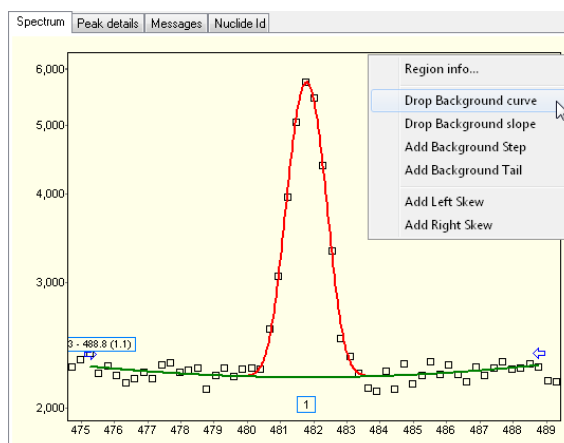 Spectrum Peak details Messages Nuclide Id
6,000
5,000
4,000
3,000
2,000
Region info...
Drop Background curve
Drop Background slope
Add Background Step
Add Background Tail
Add Left Skew
Add Right Skew
3 - 488.8 (1.1)
1
475 476 477 478 479 480 481 482 483 484 485 486 487 488 489